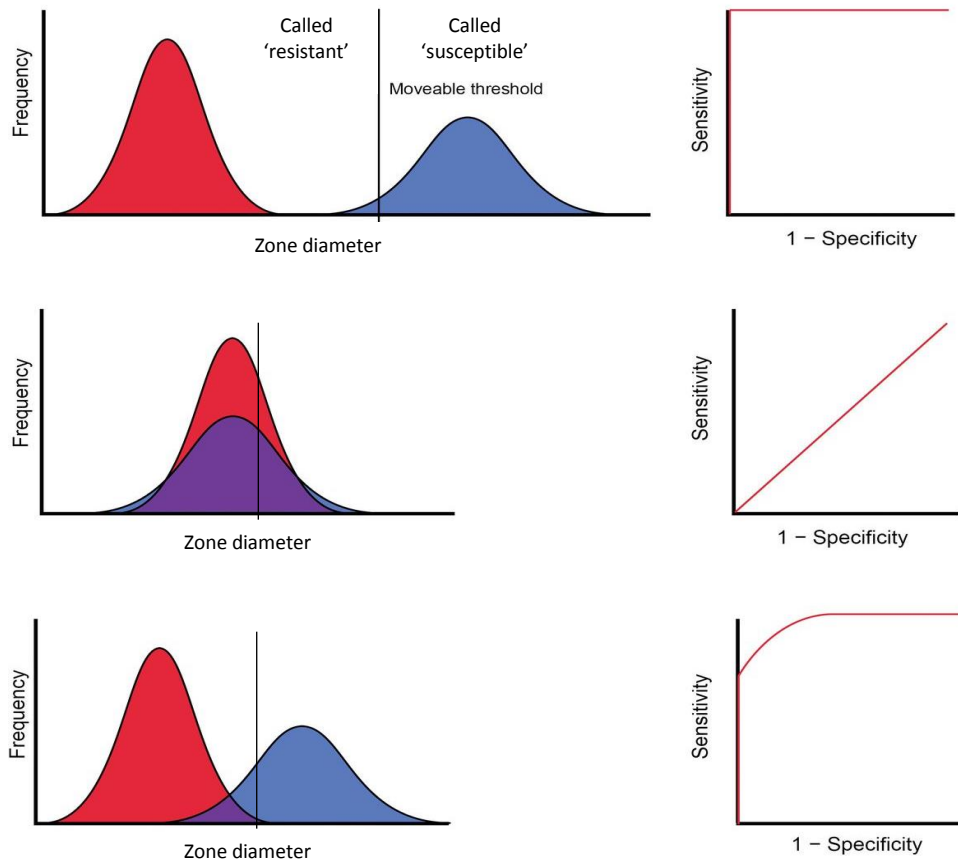 Called
'resistant'
Called
'susceptible'
Moveable threshold
Frequency
Zone diameter
Sensitivity
1 − Specificity
Frequency
Zone diameter
Sensitivity
1 − Specificity
Frequency
Zone diameter
Sensitivity
1 − Specificity